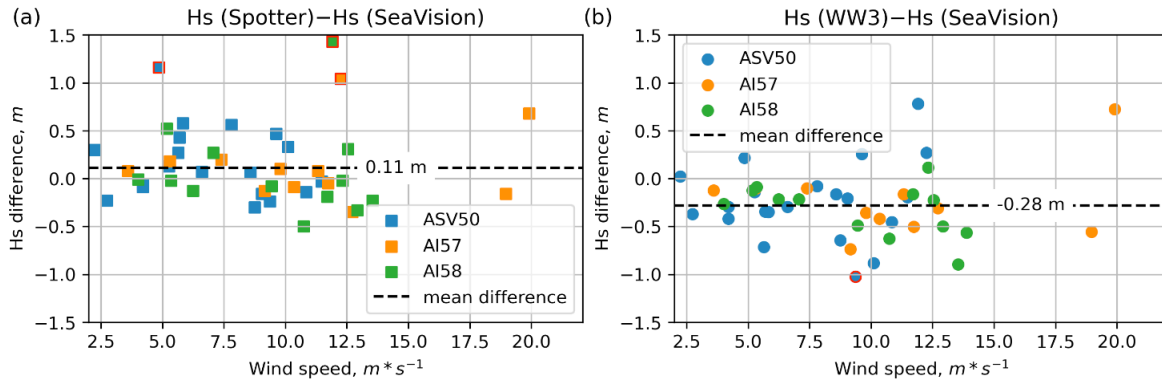 (a)
Hs (Spotter)−Hs (SeaVision)
1.5
1.0
0.5
0.0
−0.5
−1.0
−1.5
Hs difference, m
0.11 m
ASV50
AI57
AI58
mean difference
2.5 5.0 7.5 10.0 12.5 15.0 17.5 20.0
Wind speed, m * s⁻¹
(b)
Hs (WW3)−Hs (SeaVision)
1.5
1.0
0.5
0.0
−0.5
−1.0
−1.5
Hs difference, m
ASV50
AI57
AI58
mean difference
-0.28 m
2.5 5.0 7.5 10.0 12.5 15.0 17.5 20.0
Wind speed, m * s⁻¹